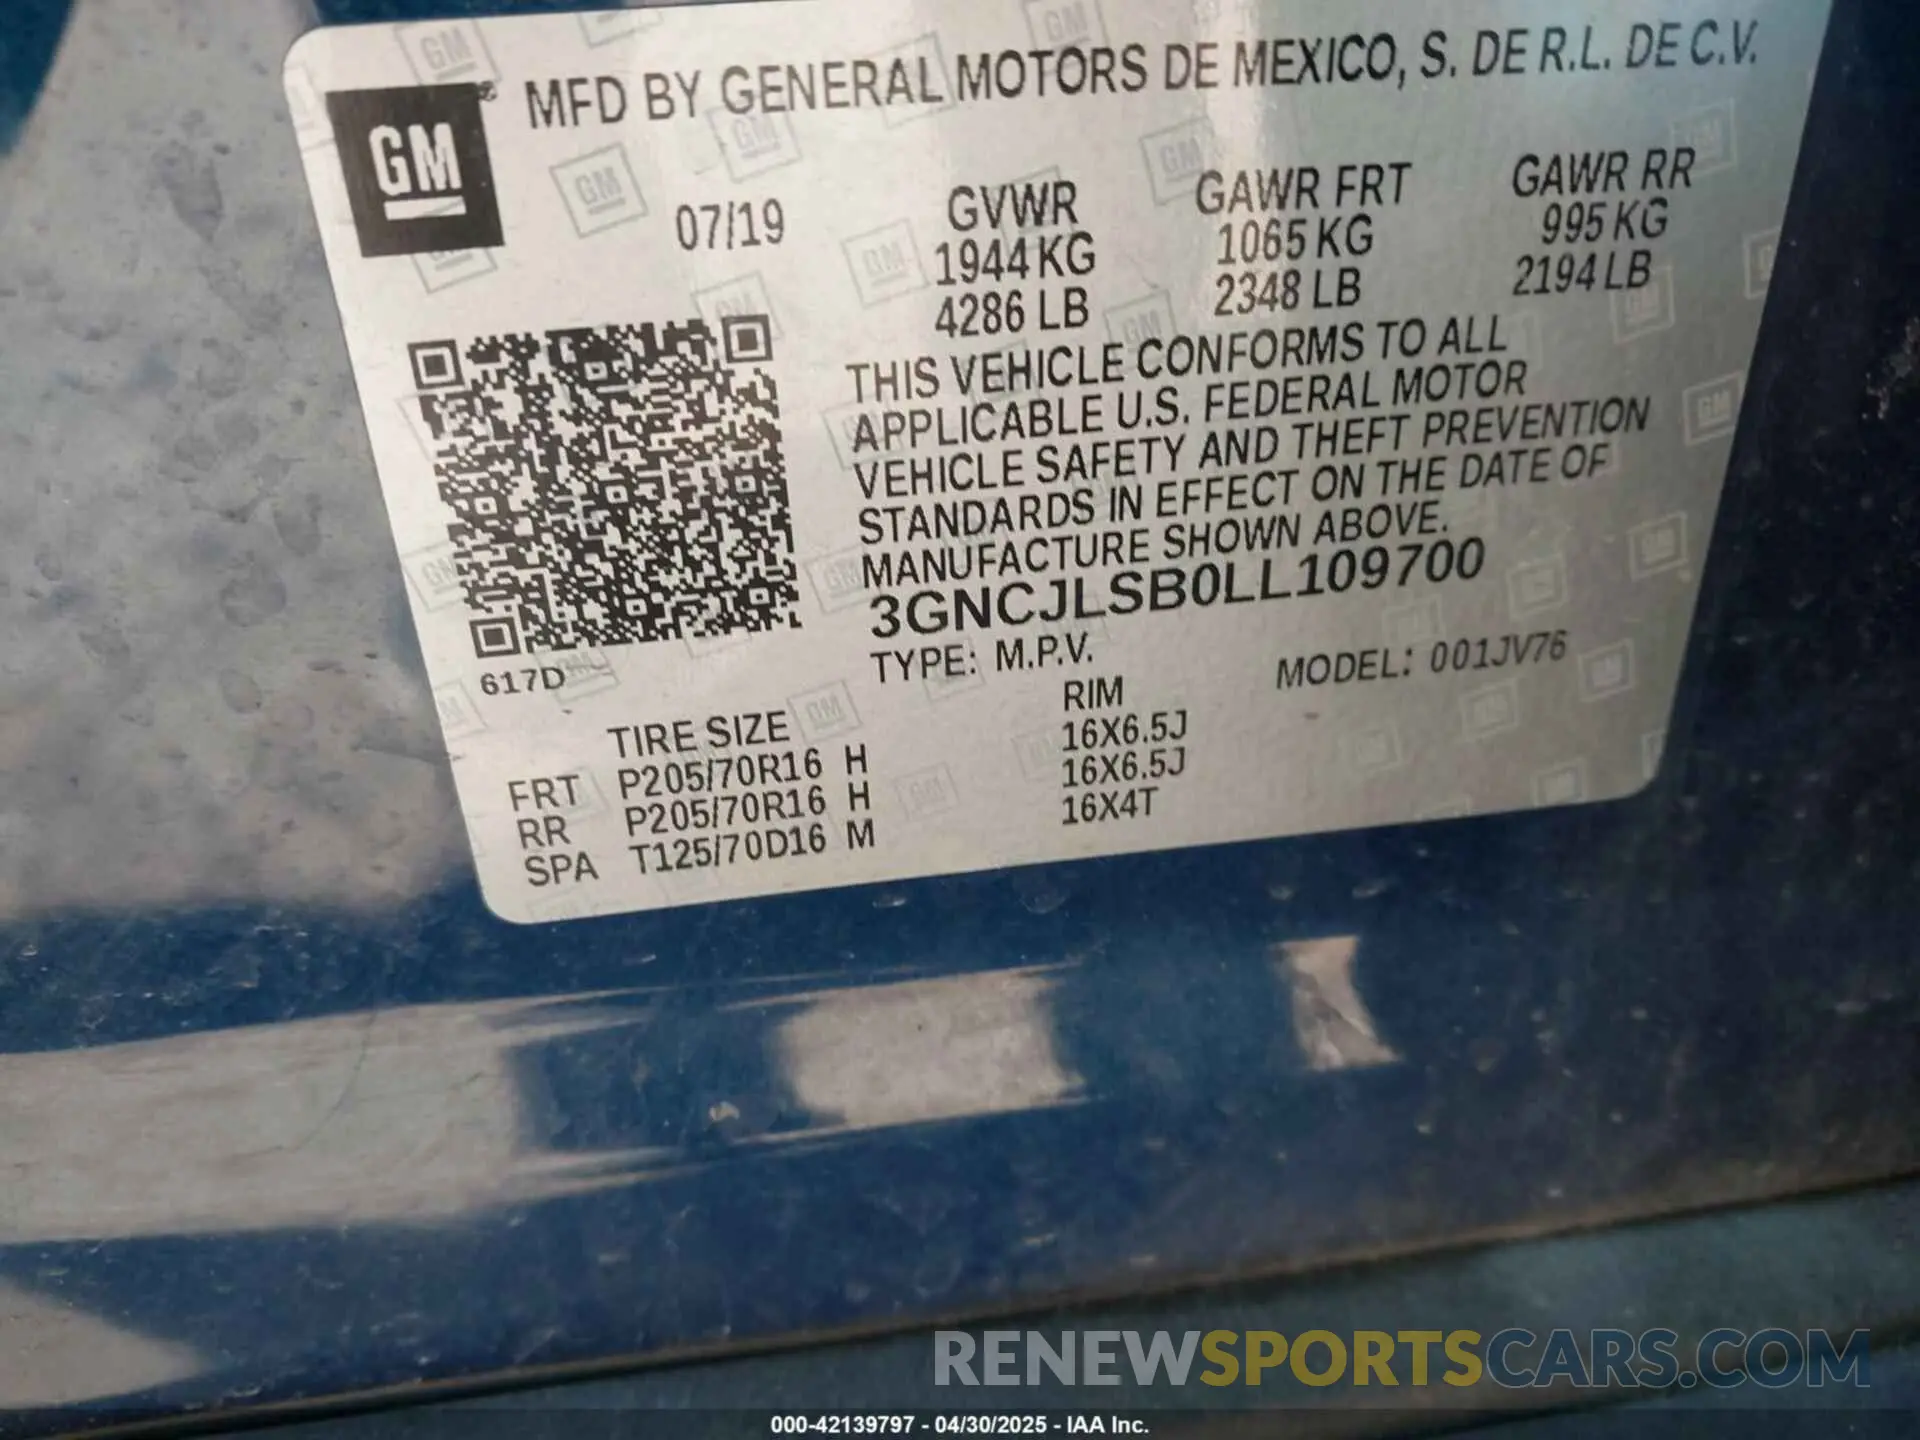 MFD BY GENERAL MOTORS DE MEXICO, S. DE R.L. DE C.V.
GM
07/19
GVWR
1944 KG
4286 LB
GAWR FRT
1065 KG
2348 LB
GAWR RR
995 KG
2194 LB
THIS VEHICLE CONFORMS TO ALL
APPLICABLE U.S. FEDERAL MOTOR
VEHICLE SAFETY AND THEFT PREVENTION
STANDARDS IN EFFECT ON THE DATE OF
MANUFACTURE SHOWN ABOVE.
3GNCJLSB0LL109700
617D
TYPE: M.P.V.
MODEL: 001JV76
TIRE SIZE RIM
FRT P205/70R16 H 16X6.5J
RR P205/70R16 H 16X6.5J
SPA T125/70D16 M 16X4T
RENEWSPORTSCARS.COM
000-42139797 - 04/30/2025 - IAA Inc.